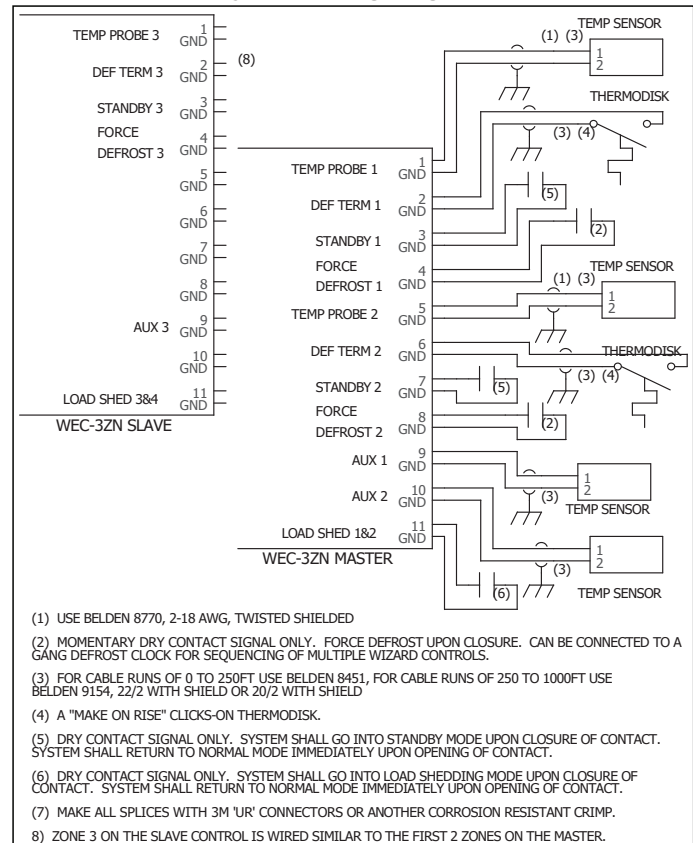 TEMP PROBE 3 1 GND
DEF TERM 3 2 GND (8)
STANDBY 3 3 GND
FORCE DEFROST 3 4 GND
5 GND
6 GND
7 GND
8 GND
AUX 3 9 GND
10 GND
LOAD SHED 3&4 11 GND
WEC-3ZN SLAVE
TEMP PROBE 1 1 GND
DEF TERM 1 2 GND
STANDBY 1 3 GND
FORCE DEFROST 1 4 GND
TEMP PROBE 2 5 GND
DEF TERM 2 6 GND
STANDBY 2 7 GND
FORCE DEFROST 2 8 GND
AUX 1 9 GND
AUX 2 10 GND
LOAD SHED 1&2 11 GND
WEC-3ZN MASTER
TEMP SENSOR
(1) (3) 1
2
THERMODISK
(3) (4)
(5)
(2)
TEMP SENSOR
(1) (3) 1
2
THERMODISK
(3) (4)
(5)
(2)
1
2
(3)
TEMP SENSOR
1
2
(3)
(6) TEMP SENSOR
(1) USE BELDEN 8770, 2-18 AWG, TWISTED SHIELDED
(2) MOMENTARY DRY CONTACT SIGNAL ONLY. FORCE DEFROST UPON CLOSURE. CAN BE CONNECTED TO A
GANG DEFROST CLOCK FOR SEQUENCING OF MULTIPLE WIZARD CONTROLS.
(3) FOR CABLE RUNS OF 0 TO 250FT USE BELDEN 8451, FOR CABLE RUNS OF 250 TO 1000FT USE
BELDEN 9154, 22/2 WITH SHIELD OR 20/2 WITH SHIELD
(4) A "MAKE ON RISE" CLICKS-ON THERMODISK.
(5) DRY CONTACT SIGNAL ONLY. SYSTEM SHALL GO INTO STANDBY MODE UPON CLOSURE OF CONTACT.
SYSTEM SHALL RETURN TO NORMAL MODE IMMEDIATELY UPON OPENING OF CONTACT.
(6) DRY CONTACT SIGNAL ONLY. SYSTEM SHALL GO INTO LOAD SHEDDING MODE UPON CLOSURE OF
CONTACT. SYSTEM SHALL RETURN TO NORMAL MODE IMMEDIATELY UPON OPENING OF CONTACT.
(7) MAKE ALL SPLICES WITH 3M 'UR' CONNECTORS OR ANOTHER CORROSION RESISTANT CRIMP.
8) ZONE 3 ON THE SLAVE CONTROL IS WIRED SIMILAR TO THE FIRST 2 ZONES ON THE MASTER.